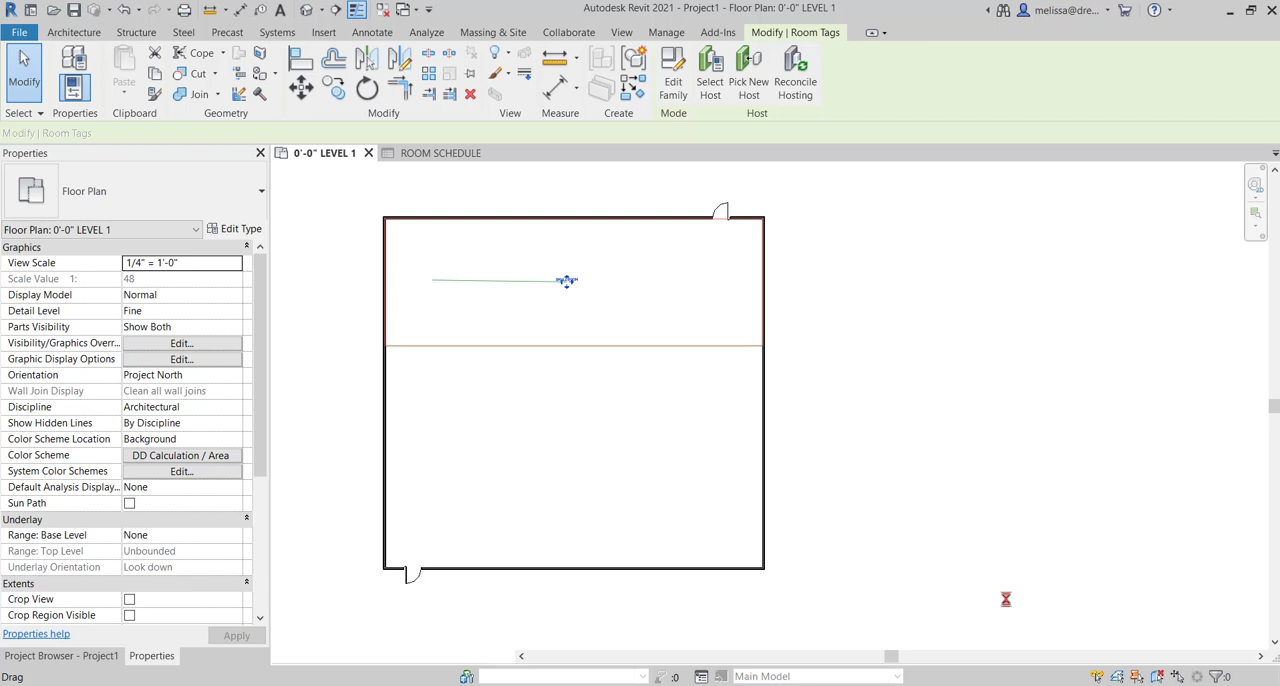 Autodesk Revit 2021 - Project1 - Floor Plan: 0'-0" LEVEL 1
melissa@dre...
File Architecture Structure Steel Precast Systems Insert Annotate Analyze Massing & Site Collaborate View Manage Add-Ins Modify | Room Tags
Modify
Paste
Cope
Cut
Join
Edit Family
Select Host
Pick New Host
Reconcile Hosting
Select Properties Clipboard Geometry Modify View Measure Create Mode Host
Modify | Room Tags
Properties
0'-0" LEVEL 1
ROOM SCHEDULE
Floor Plan
Floor Plan: 0'-0" LEVEL 1
Edit Type
Graphics
View Scale 1/4" = 1'-0"
Scale Value 1: 48
Display Model Normal
Detail Level Fine
Parts Visibility Show Both
Visibility/Graphics Overr... Edit...
Graphic Display Options Edit...
Orientation Project North
Wall Join Display Clean all wall joins
Discipline Architectural
Show Hidden Lines By Discipline
Color Scheme Location Background
Color Scheme DD Calculation / Area
System Color Schemes Edit...
Default Analysis Display... None
Sun Path
Underlay
Range: Base Level None
Range: Top Level Unbounded
Underlay Orientation Look down
Extents
Crop View
Crop Region Visible
Properties help
Apply
Project Browser - Project1
Properties
Drag
:0
Main Model
:0